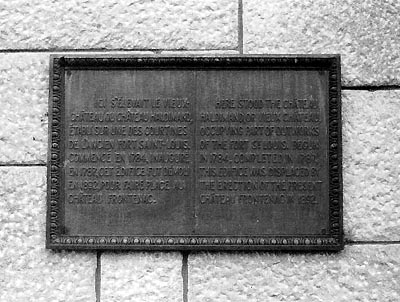 ICI S'ÉLEVAIT LE VIEUX-
CHÂTEAU OU CHÂTEAU HALDIMAND,
ÉTABLI SUR UNE DES COURTINES
DE L'ANCIEN FORT SAINT-LOUIS.
COMMENCÉ EN 1784, INAUGURÉ
EN 1787, CET ÉDIFICE FUT DÉMOLI
EN 1892 POUR FAIRE PLACE AU
CHÂTEAU FRONTENAC.
HERE STOOD THE CHÂTEAU
HALDIMAND OR VIEUX CHÂTEAU,
OCCUPYING PART OF OUTWORKS
OF THE FORT ST. LOUIS. BEGUN
IN 1784. COMPLETED IN 1787.
THIS EDIFICE WAS DISPLACED BY
THE ERECTION OF THE PRESENT
CHÂTEAU FRONTENAC IN 1892.